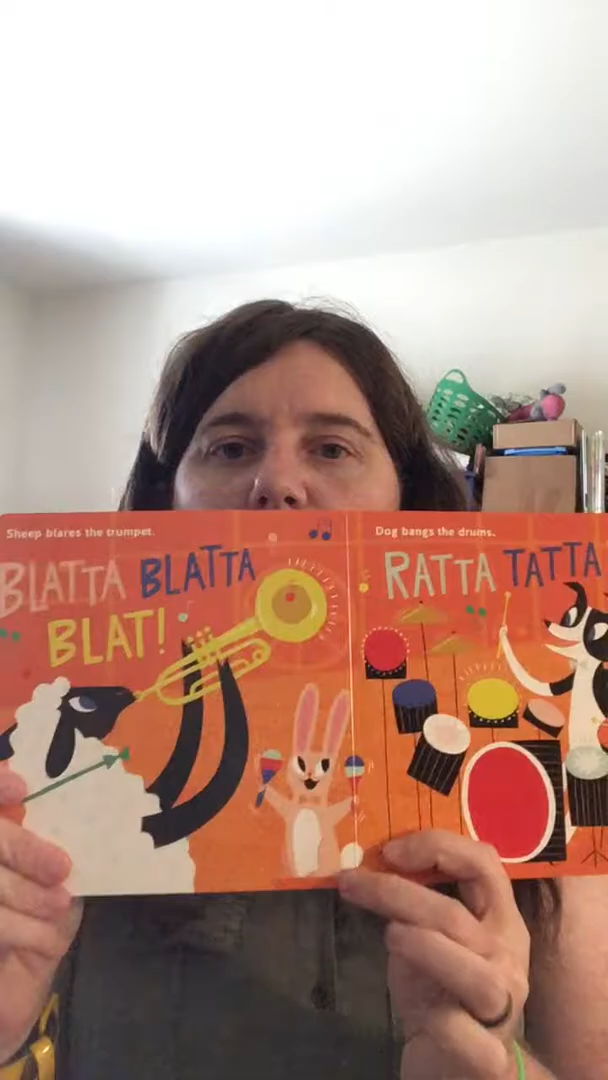 Sheep blares the trumpet.
BLATTA BLATTA
BLAT!
Dog bangs the drums.
RATTA TATTA